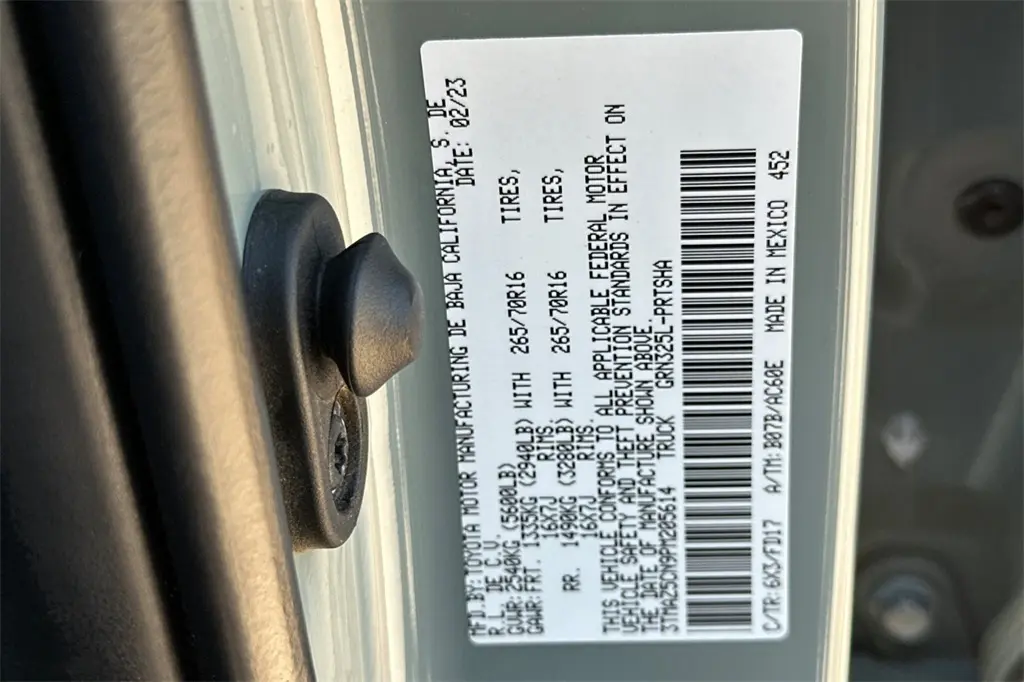 MFD.BY:TOYOTA MOTOR MANUFACTURING DE BAJA CALIFORNIA, S. DE
R.L. DE C.V. DATE: 02/23
GVWR:2540KG (5600LB)
GAWR:FRT. 1335KG (2940LB) WITH 265/70R16 TIRES,
16X7J RIMS.
RR. 1490KG (3280LB) WITH 265/70R16 TIRES,
16X7J RIMS.
THIS VEHICLE CONFORMS TO ALL APPLICABLE FEDERAL MOTOR
VEHICLE SAFETY AND THEFT PREVENTION STANDARDS IN EFFECT ON
THE DATE OF MANUFACTURE SHOWN ABOVE.
3TMAZ5CN9PM205614 TRUCK GRN325L-PRTSHA
C/TR:6X3/FD17 A/TM:B07B/AC60E MADE IN MEXICO 452